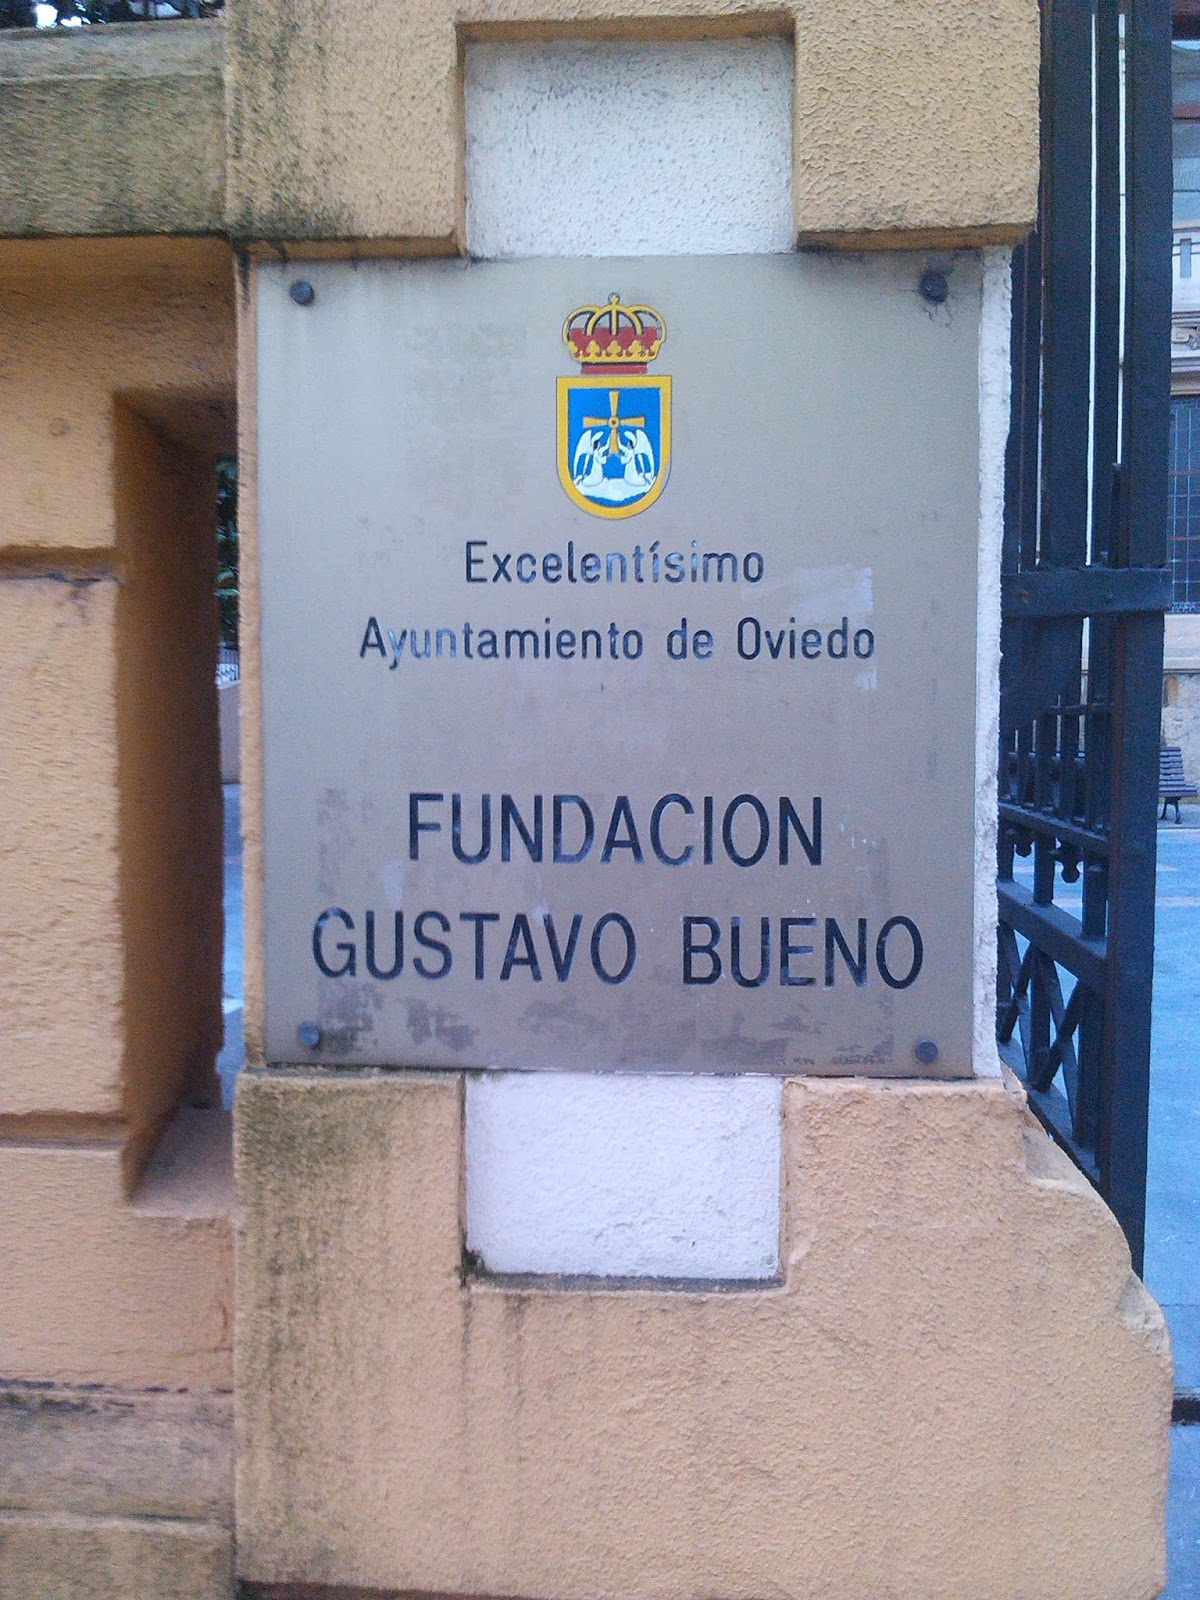 Excelentísimo
Ayuntamiento de Oviedo
FUNDACION
GUSTAVO BUENO